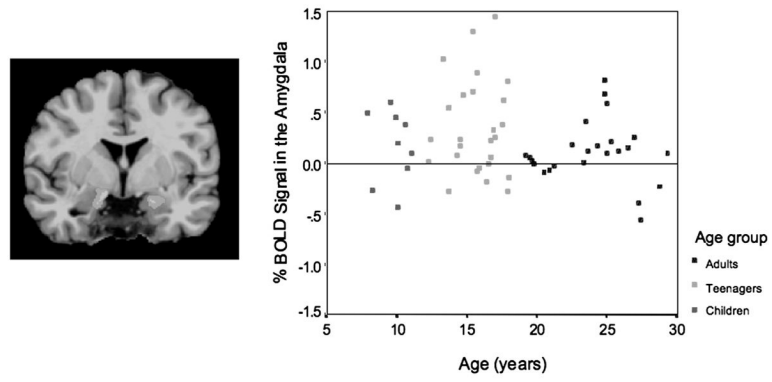 % BOLD Signal in the Amygdala
1.5
1.0
.5
0.0
-.5
-1.0
-1.5
5
10
15
20
25
30
Age (years)
Age group
Adults
Teenagers
Children